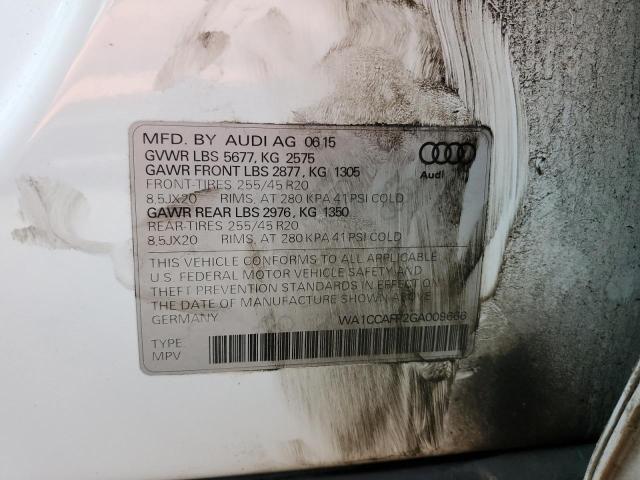 MFD. BY AUDI AG 06 15
GVWR LBS 5677, KG 2575
GAWR FRONT LBS 2877, KG 1305
FRONT-TIRES 255/45 R20
8,5JX20 RIMS, AT 280 KPA 41 PSI COLD
GAWR REAR LBS 2976, KG 1350
REAR-TIRES 255/45 R20
8,5JX20 RIMS, AT 280 KPA 41 PSI COLD
Audi
THIS VEHICLE CONFORMS TO ALL APPLICABLE
U.S. FEDERAL MOTOR VEHICLE SAFETY AND
THEFT PREVENTION STANDARDS IN EFFECT ON
THE DATE OF MANUFACTURE SHOWN ABOVE
GERMANY WA1CCAFP2GA009666
TYPE
MPV